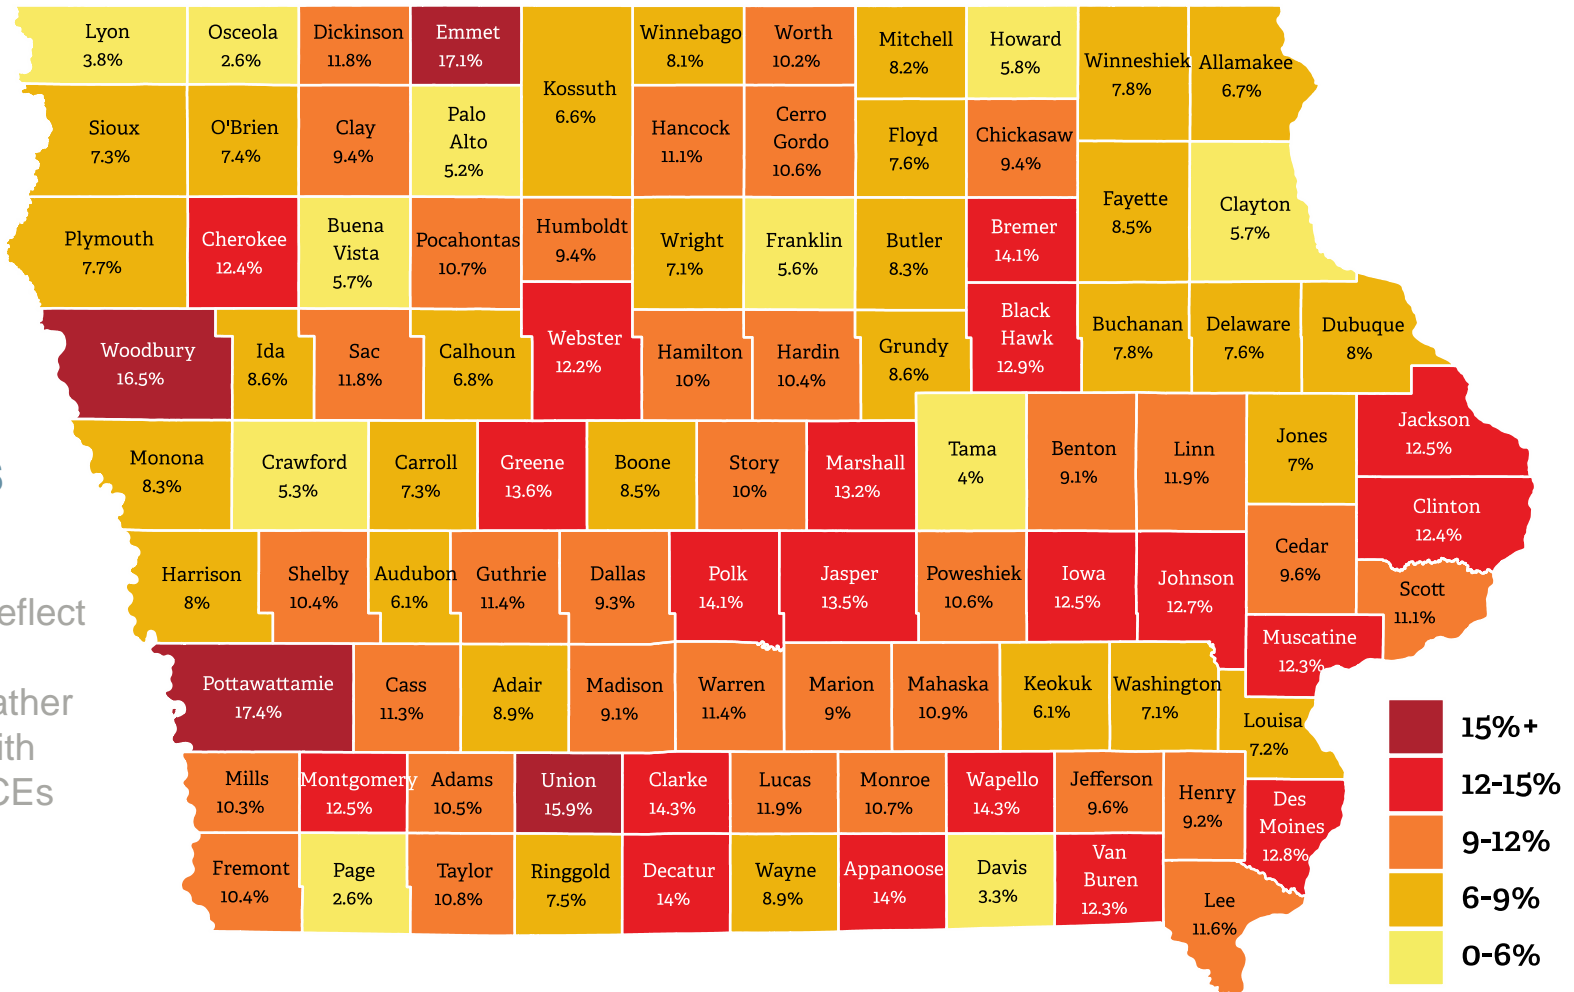 Lyon
3.8%
Osceola
2.6%
Dickinson
11.8%
Emmet
17.1%
Kossuth
6.6%
Winnebago
8.1%
Worth
10.2%
Mitchell
8.2%
Howard
5.8%
Winneshiek
7.8%
Allamakee
6.7%
Sioux
7.3%
O'Brien
7.4%
Clay
9.4%
Palo
Alto
5.2%
Hancock
11.1%
Cerro
Gordo
10.6%
Floyd
7.6%
Chickasaw
9.4%
Fayette
8.5%
Clayton
5.7%
Plymouth
7.7%
Cherokee
12.4%
Buena
Vista
5.7%
Pocahontas
10.7%
Humboldt
9.4%
Wright
7.1%
Franklin
5.6%
Butler
8.3%
Bremer
14.1%
Woodbury
16.5%
Ida
8.6%
Sac
11.8%
Calhoun
6.8%
Webster
12.2%
Hamilton
10%
Hardin
10.4%
Grundy
8.6%
Black
Hawk
12.9%
Buchanan
7.8%
Delaware
7.6%
Dubuque
8%
Monona
8.3%
Crawford
5.3%
Carroll
7.3%
Greene
13.6%
Boone
8.5%
Story
10%
Marshall
13.2%
Tama
4%
Benton
9.1%
Linn
11.9%
Jones
7%
Jackson
12.5%
Clinton
12.4%
s
Harrison
8%
Shelby
10.4%
Audubon
6.1%
Guthrie
11.4%
Dallas
9.3%
Polk
14.1%
Jasper
13.5%
Poweshiek
10.6%
Iowa
12.5%
Johnson
12.7%
Cedar
9.6%
Scott
11.1%
Muscatine
12.3%
eflect
ather
ith
CEs
Pottawattamie
17.4%
Cass
11.3%
Adair
8.9%
Madison
9.1%
Warren
11.4%
Marion
9%
Mahaska
10.9%
Keokuk
6.1%
Washington
7.1%
Louisa
7.2%
Mills
10.3%
Montgomery
12.5%
Adams
10.5%
Union
15.9%
Clarke
14.3%
Lucas
11.9%
Monroe
10.7%
Wapello
14.3%
Jefferson
9.6%
Henry
9.2%
Des
Moines
12.8%
Fremont
10.4%
Page
2.6%
Taylor
10.8%
Ringgold
7.5%
Decatur
14%
Wayne
8.9%
Appanoose
14%
Davis
3.3%
Van
Buren
12.3%
Lee
11.6%
15%+
12-15%
9-12%
6-9%
0-6%